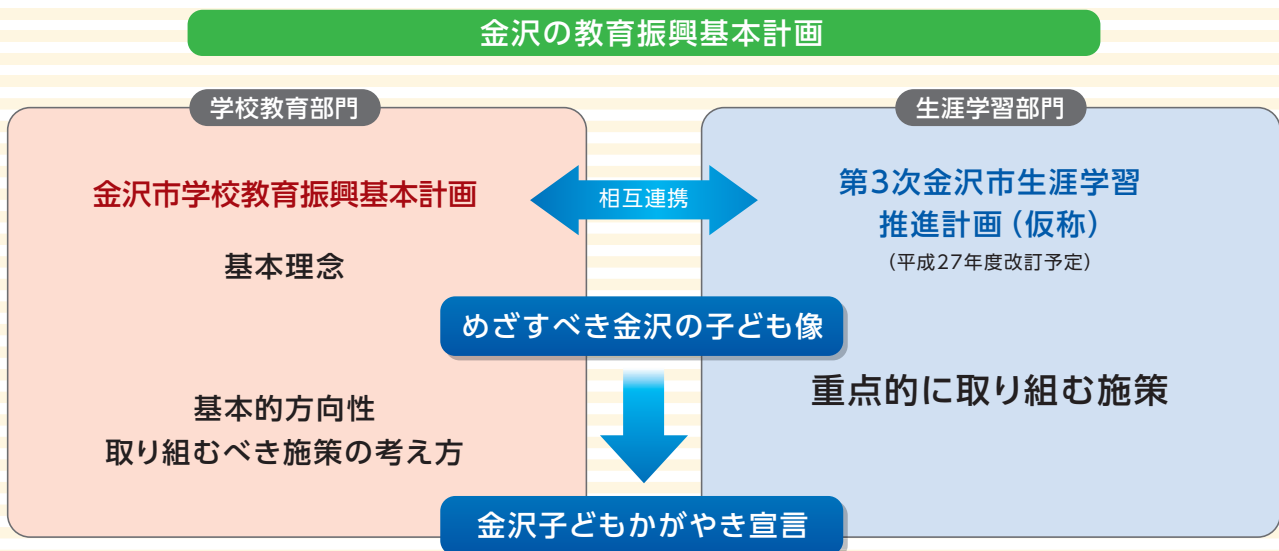 金沢の教育振興基本計画
学校教育部門
金沢市学校教育振興基本計画
基本理念
基本的方向性
取り組むべき施策の考え方
相互連携
生涯学習部門
第3次金沢市生涯学習
推進計画（仮称）
（平成27年度改訂予定）
重点的に取り組む施策
めざすべき金沢の子ども像
金沢子どもかがやき宣言